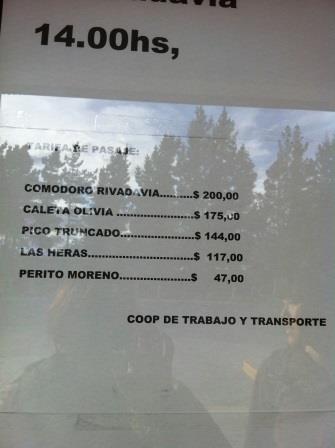 14.00hs,
TARIFA DE PASAJE:
COMODORO RIVADAVIA..........$ 200,00
CALETA OLIVIA .......................$ 175,00
PICO TRUNCADO......................$ 144,00
LAS HERAS...............................$ 117,00
PERITO MORENO.....................$ 47,00
COOP DE TRABAJO Y TRANSPORTE